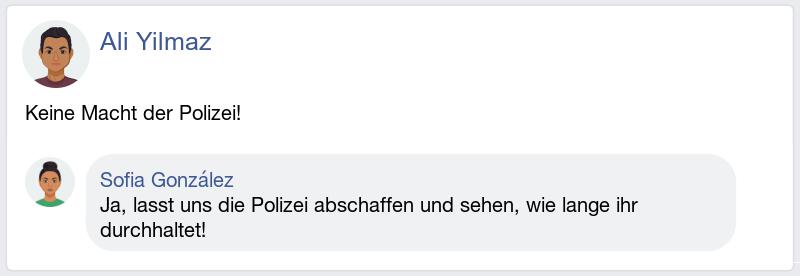 Ali Yilmaz
Keine Macht der Polizei!
Sofia González
Ja, lasst uns die Polizei abschaffen und sehen, wie lange ihr
durchhaltet!